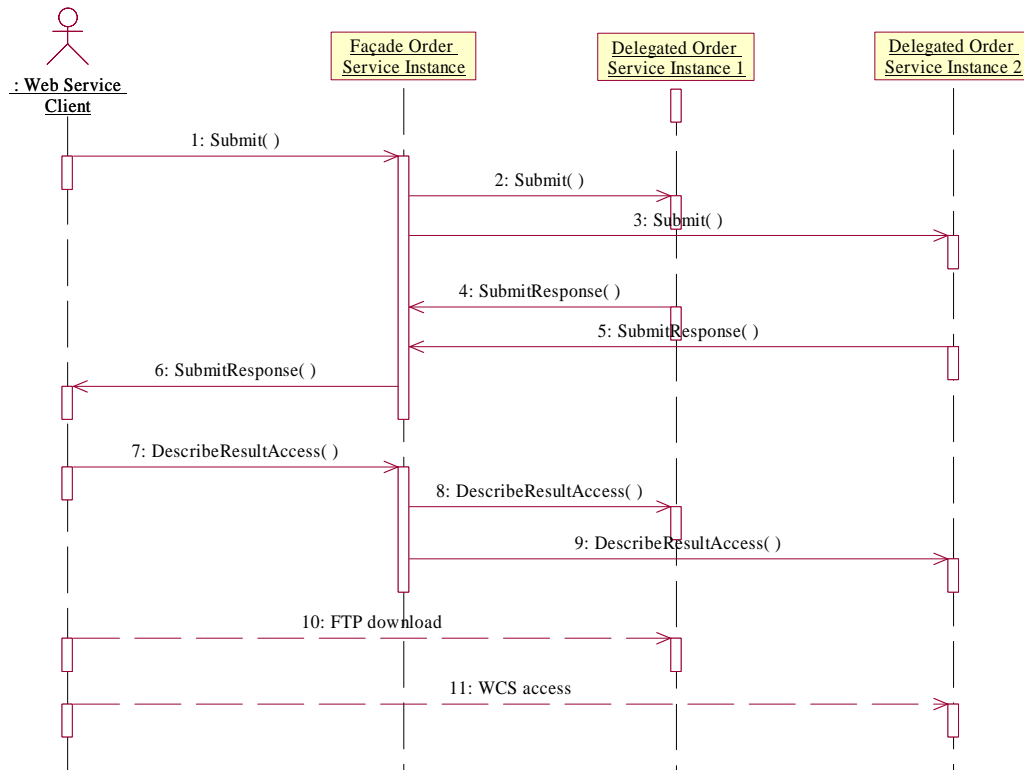 : Web Service
Client
Façade Order
Service Instance
Delegated Order
Service Instance 1
Delegated Order
Service Instance 2
1: Submit( )
2: Submit( )
3: Submit( )
4: SubmitResponse( )
5: SubmitResponse( )
6: SubmitResponse( )
7: DescribeResultAccess( )
8: DescribeResultAccess( )
9: DescribeResultAccess( )
10: FTP download
11: WCS access